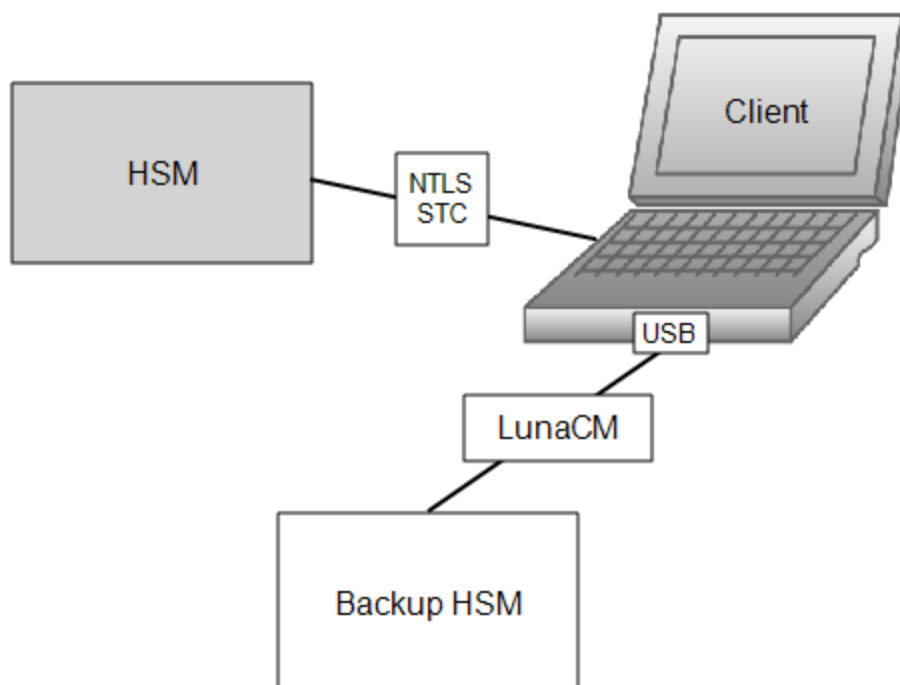 Client
HSM
NTLS
STC
USB
LunaCM
Backup HSM